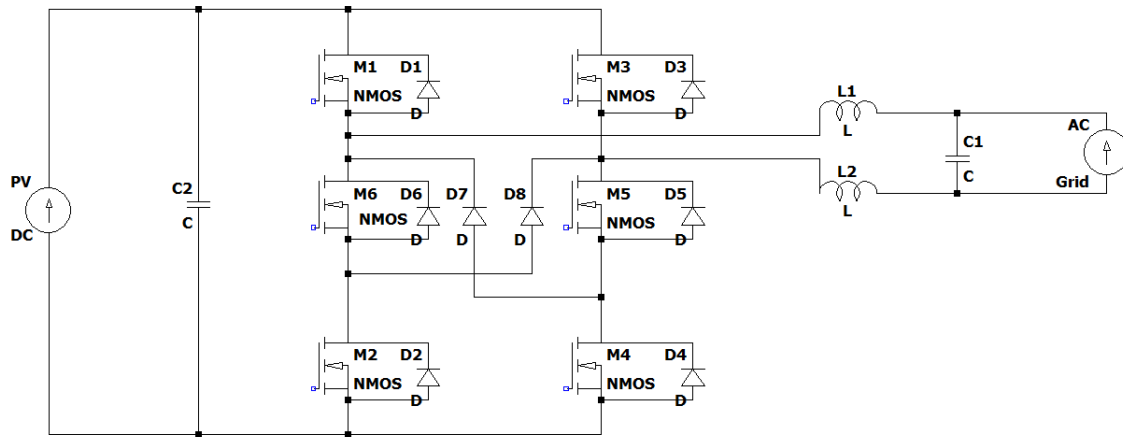 M1 D1
NMOS
D
M3 D3
NMOS
D
L1
L
AC
C1
C
Grid
PV
DC
C2
C
M6 D6
NMOS
D
D7
D
D8
D
M5 D5
NMOS
D
L2
L
M2 D2
NMOS
D
M4 D4
NMOS
D